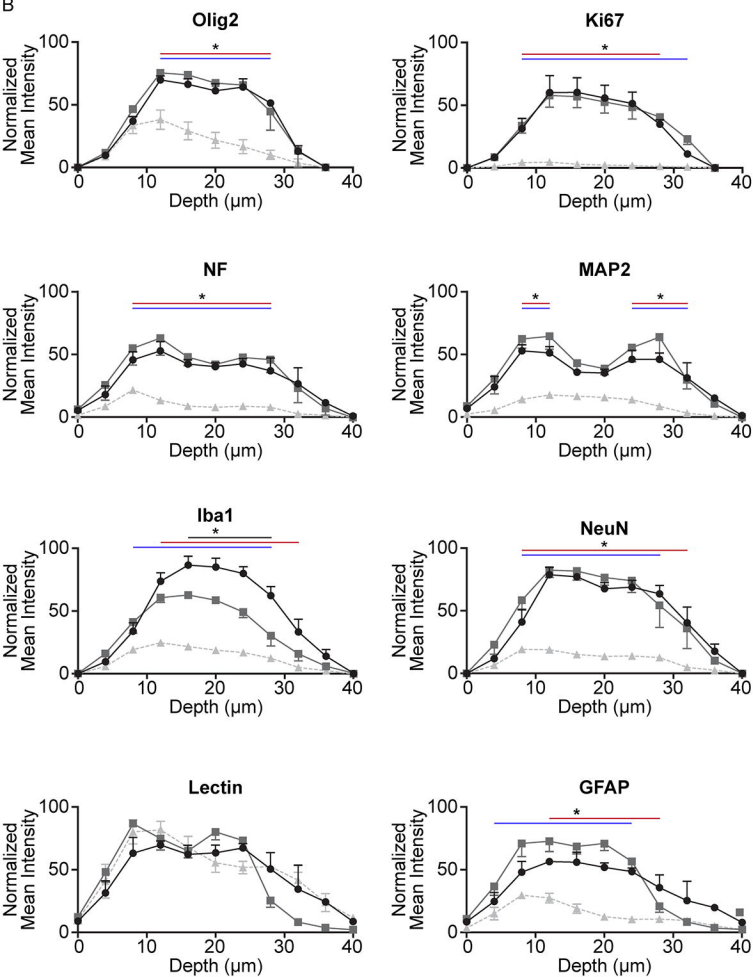 B
Olig2
Normalized
Mean Intensity
100
50
0
*
0 10 20 30 40
Depth (µm)
Ki67
Normalized
Mean Intensity
100
50
0
*
0 10 20 30 40
Depth (µm)
NF
Normalized
Mean Intensity
100
50
0
*
0 10 20 30 40
Depth (µm)
MAP2
Normalized
Mean Intensity
100
50
0
* *
0 10 20 30 40
Depth (µm)
Iba1
Normalized
Mean Intensity
100
50
0
*
0 10 20 30 40
Depth (µm)
NeuN
Normalized
Mean Intensity
100
50
0
*
0 10 20 30 40
Depth (µm)
Lectin
Normalized
Mean Intensity
100
50
0
0 10 20 30 40
Depth (µm)
GFAP
Normalized
Mean Intensity
100
50
0
*
0 10 20 30 40
Depth (µm)